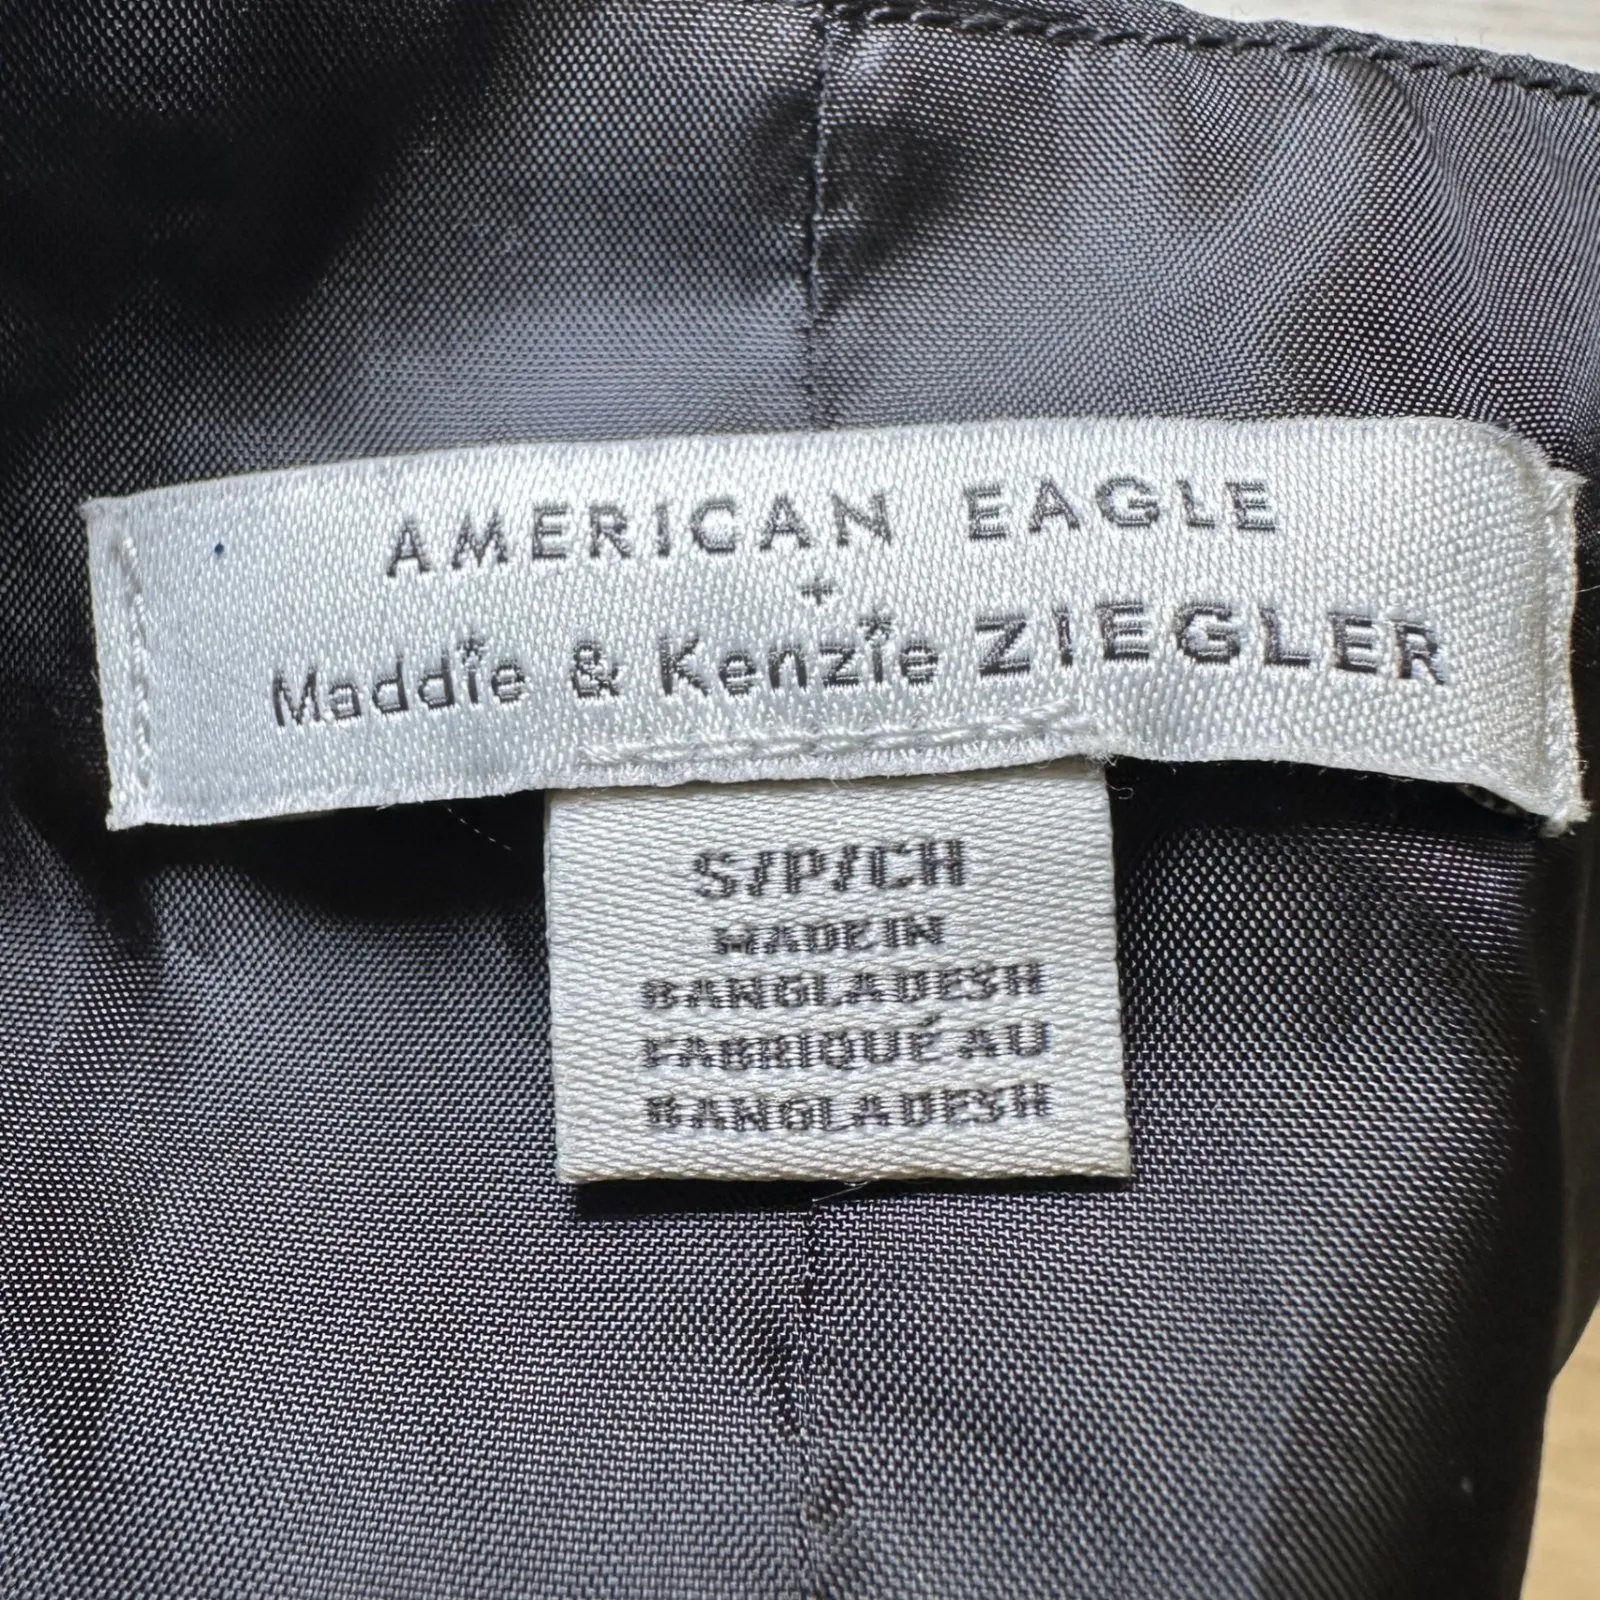 AMERICAN EAGLE
+
Maddie & Kenzie ZIEGLER
S/P/CH
MADE IN
BANGLADESH
FABRIQUÉ AU
BANGLADESH